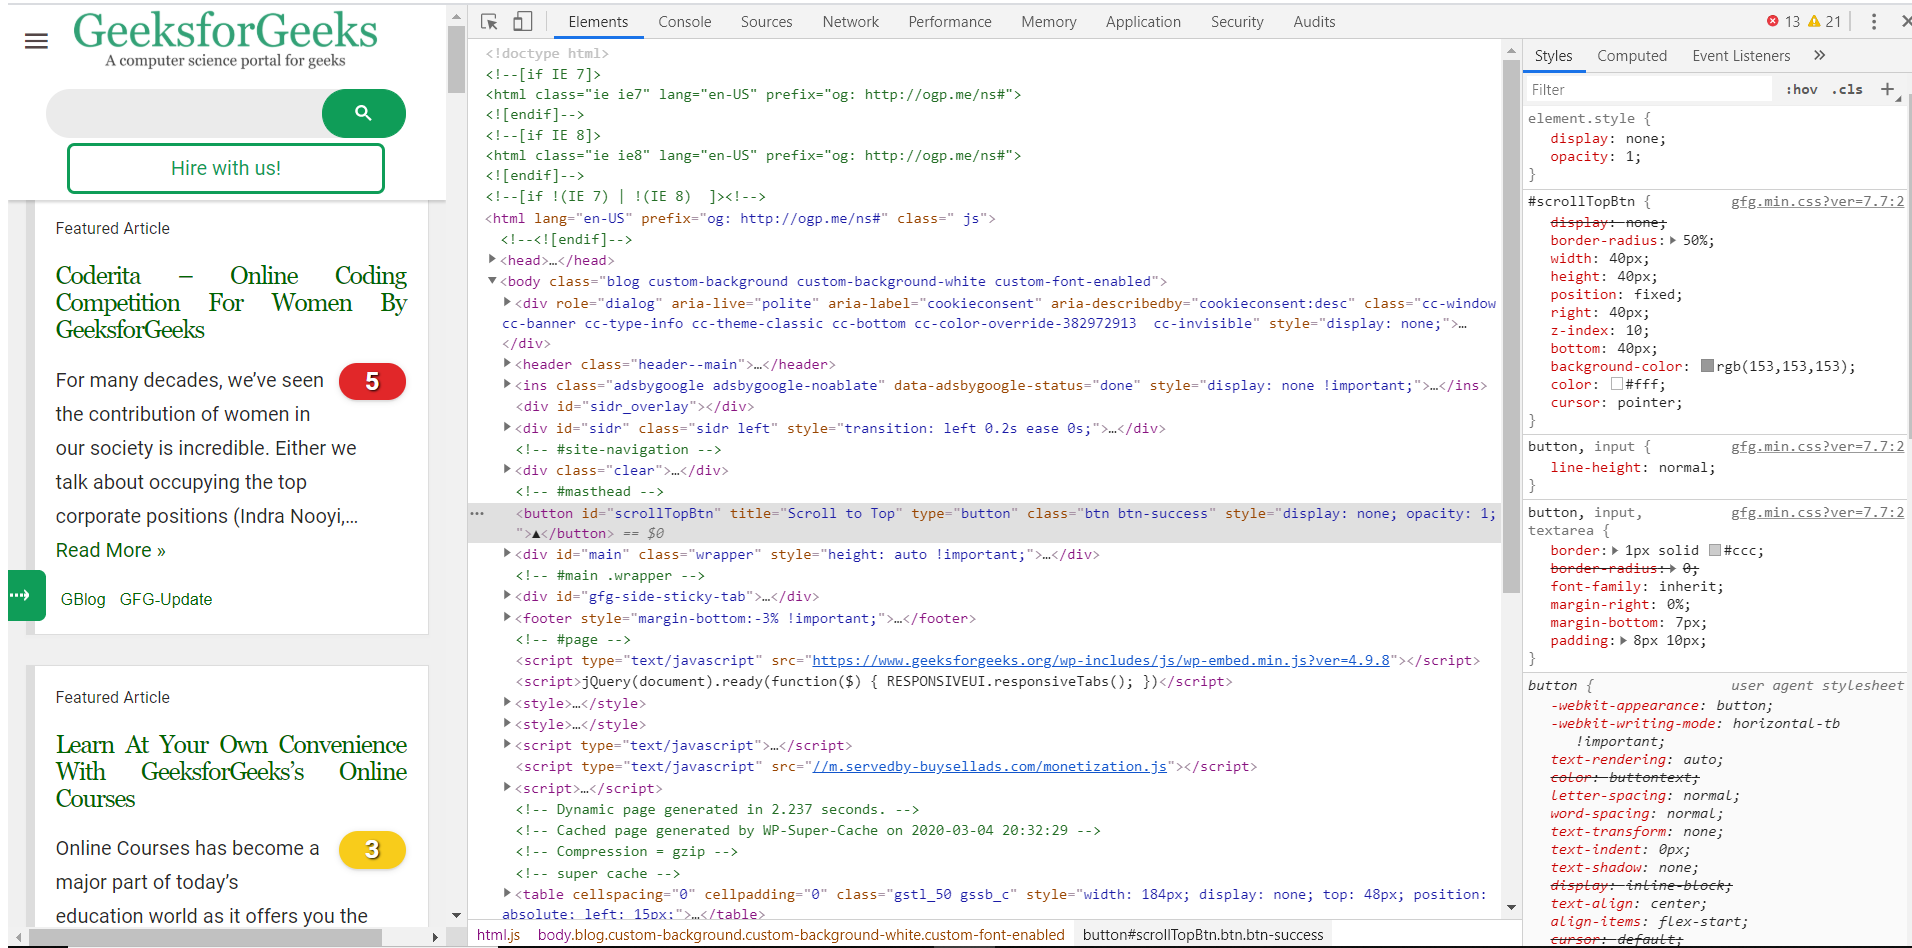 GeeksforGeeks
A computer science portal for geeks
Hire with us!
Featured Article
Coderita – Online Coding
Competition For Women By
GeeksforGeeks
For many decades, we've seen
5
the contribution of women in
our society is incredible. Either we
talk about occupying the top
corporate positions (Indra Nooyi,...
Read More »
GBlog GFG-Update
Featured Article
Learn At Your Own Convenience
With GeeksforGeeks's Online
Courses
Online Courses has become a
3
major part of today's
education world as it offers you the
Elements Console Sources Network Performance Memory Application Security Audits
13 21
<!doctype html>
<!--[if IE 7]>
<html class="ie ie7" lang="en-US" prefix="og: http://ogp.me/ns#">
<![endif]-->
<!--[if IE 8]>
<html class="ie ie8" lang="en-US" prefix="og: http://ogp.me/ns#">
<![endif]-->
<!--[if !(IE 7) | !(IE 8)  ]><!-->
<html lang="en-US" prefix="og: http://ogp.me/ns#" class=" js">
<!--<![endif]-->
<head>…</head>
<body class="blog custom-background custom-background-white custom-font-enabled">
<div role="dialog" aria-live="polite" aria-label="cookieconsent" aria-describedby="cookieconsent:desc" class="cc-window
cc-banner cc-type-info cc-theme-classic cc-bottom cc-color-override-382972913  cc-invisible" style="display: none;">…
</div>
<header class="header--main">…</header>
<ins class="adsbygoogle adsbygoogle-noablate" data-adsbygoogle-status="done" style="display: none !important;">…</ins>
<div id="sidr_overlay"></div>
<div id="sidr" class="sidr left" style="transition: left 0.2s ease 0s;">…</div>
<!-- #site-navigation -->
<div class="clear">…</div>
<!-- #masthead -->
<button id="scrollTopBtn" title="Scroll to Top" type="button" class="btn btn-success" style="display: none; opacity: 1;
">▲</button> == $0
<div id="main" class="wrapper" style="height: auto !important;">…</div>
<!-- #main .wrapper -->
<div id="gfg-side-sticky-tab">…</div>
<footer style="margin-bottom:-3% !important;">…</footer>
<!-- #page -->
<script type="text/javascript" src="https://www.geeksforgeeks.org/wp-includes/js/wp-embed.min.js?ver=4.9.8"></script>
<script>jQuery(document).ready(function($) { RESPONSIVEUI.responsiveTabs(); })</script>
<style>…</style>
<style>…</style>
<script type="text/javascript">…</script>
<script type="text/javascript" src="//m.servedby-buysellads.com/monetization.js"></script>
<script>…</script>
<!-- Dynamic page generated in 2.237 seconds. -->
<!-- Cached page generated by WP-Super-Cache on 2020-03-04 20:32:29 -->
<!-- Compression = gzip -->
<!-- super cache -->
<table cellspacing="0" cellpadding="0" class="gstl_50 gssb_c" style="width: 184px; display: none; top: 48px; position:
absolute; left: 15px;">…</table>
html.js body.blog.custom-background.custom-background-white.custom-font-enabled button#scrollTopBtn.btn.btn-success
Styles Computed Event Listeners »
Filter :hov .cls +
element.style {
display: none;
opacity: 1;
}
#scrollTopBtn { gfg.min.css?ver=7.7:2
display: none;
border-radius: 50%;
width: 40px;
height: 40px;
position: fixed;
right: 40px;
z-index: 10;
bottom: 40px;
background-color: rgb(153,153,153);
color: #fff;
cursor: pointer;
}
button, input { gfg.min.css?ver=7.7:2
line-height: normal;
}
button, input, gfg.min.css?ver=7.7:2
textarea {
border: 1px solid #ccc;
border-radius: 0;
font-family: inherit;
margin-right: 0%;
margin-bottom: 7px;
padding: 8px 10px;
}
button { user agent stylesheet
-webkit-appearance: button;
-webkit-writing-mode: horizontal-tb
!important;
text-rendering: auto;
color: buttontext;
letter-spacing: normal;
word-spacing: normal;
text-transform: none;
text-indent: 0px;
text-shadow: none;
display: inline-block;
text-align: center;
align-items: flex-start;
cursor: default;